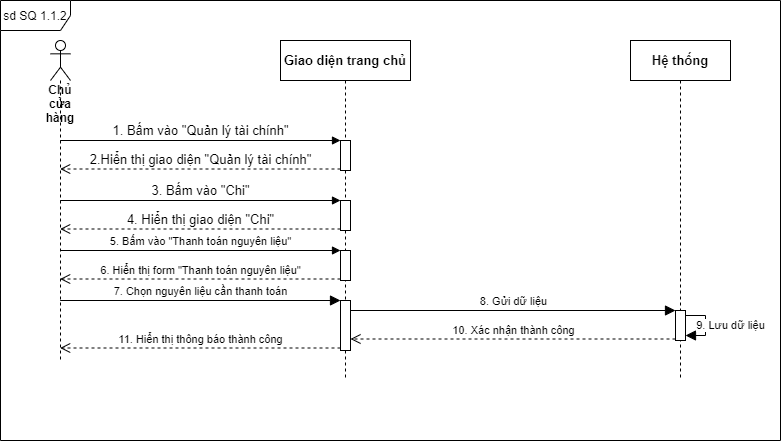 sd SQ 1.1.2
Chủ
cửa
hàng
Giao diện trang chủ
Hệ thống
1. Bấm vào "Quản lý tài chính"
2.Hiển thị giao diện "Quản lý tài chính"
3. Bấm vào "Chi"
4. Hiển thị giao diện "Chi"
5. Bấm vào "Thanh toán nguyên liệu"
6. Hiển thị form "Thanh toán nguyên liệu"
7. Chọn nguyên liệu cần thanh toán
8. Gửi dữ liệu
9. Lưu dữ liệu
10. Xác nhận thành công
11. Hiển thị thông báo thành công